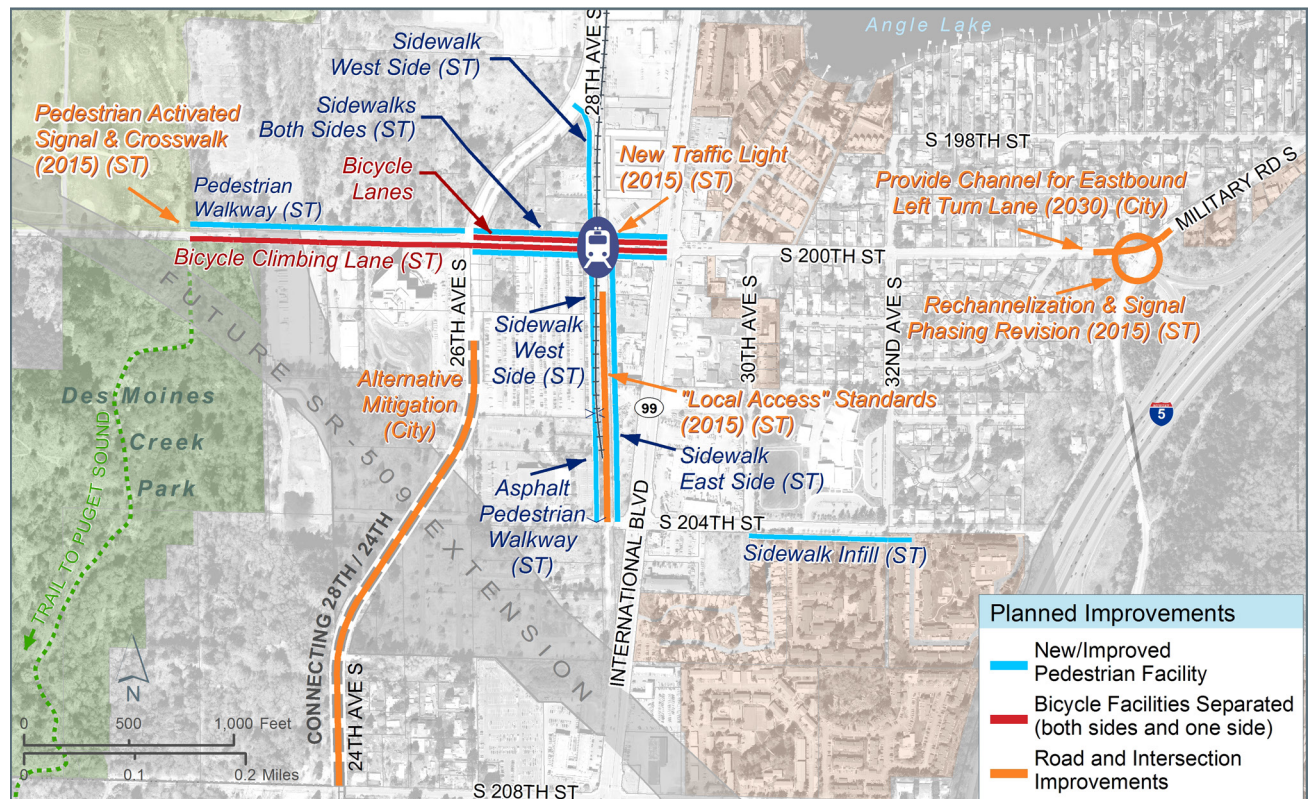 Angle Lake
28TH AVE S
Sidewalk
West Side (ST)
Sidewalks
Both Sides (ST)
Bicycle
Lanes
Pedestrian Activated
Signal & Crosswalk
(2015) (ST)
Pedestrian
Walkway (ST)
New Traffic Light
(2015) (ST)
S 198TH ST
Provide Channel for Eastbound
Left Turn Lane (2030) (City)
MILITARY RD S
Bicycle Climbing Lane (ST)
S 200TH ST
26TH AVE S
30TH AVE S
32ND AVE S
Rechannelization & Signal
Phasing Revision (2015) (ST)
Sidewalk
West
Side (ST)
Alternative
Mitigation
(City)
"Local Access" Standards
(2015) (ST)
99
5
Des Moines
Creek
Park
FUTURE SR-509 EXTENSION
Sidewalk
East Side (ST)
Asphalt
Pedestrian
Walkway
(ST)
S 204TH ST
Sidewalk Infill (ST)
TRAIL TO PUGET SOUND
CONNECTING 28TH / 24TH
INTERNATIONAL BLVD
24TH AVE S
N
0 500 1,000 Feet
0 0.1 0.2 Miles
S 208TH ST
Planned Improvements
New/Improved
Pedestrian Facility
Bicycle Facilities Separated
(both sides and one side)
Road and Intersection
Improvements